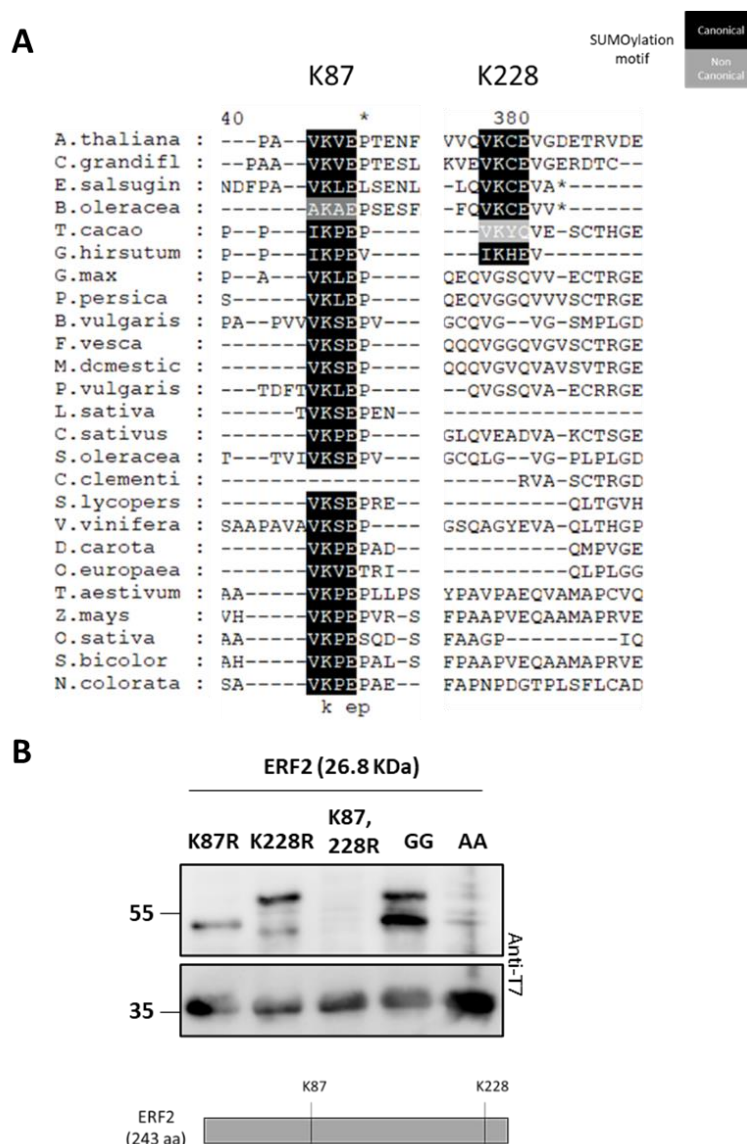 A
SUMOylation motif
Canonical
Non Canonical
K87 K228
40 * 380
A.thaliana : ---PA--VKVEPTENF VVQVKCEVGDETRVDE
C.grandifl : --PAA--VKVEPTESL KVEVKCEVGERDTC--
E.salsugin : NDFPA--VKLELSENL -LQVKCEVA*------
B.oleracea : -------AKAEPSESF -FQVKCEVV*------
T.cacao : P--P---IKPEP---- ---VKYQVE-SCTHGE
G.hirsutum : P--P---IKPEV---- ---IKHEV--------
G.max : P--A---VKLEP---- QEQVGSQVV-ECTRGE
P.persica : S------VKLEP---- QEQVGGQVVVSCTRGE
B.vulgaris : PA--PVVVKSEPV--- GCQVG--VG-SMPLGD
F.vesca : -------VKSEP---- QQQVGGQVGVSCTRGE
M.dcmestic : -------VKSEP---- QQQVGVQVAVSVTRGE
P.vulgaris : --TDFTVKLEP---- --QVGSQVA-ECRRGE
L.sativa : ------TVKSEPEN-- ----------------
C.sativus : -------VKPEP---- GLQVEADVA-KCTSGE
S.oleracea : T--TVIVKSEPV--- GCQLG--VG-PLPLGD
C.clementi : ---------------- ------RVA-SCTRGD
S.lycopers : -------VKSEPRE-- ----------QLTGVH
V.vinifera : SAAPAVAVKSEP---- -GSQAGYEVA-QLTHGP
D.carota : -------VKPEPAD-- ----------QMPVGE
O.europaea : -------VKVETRI-- ----------QLPLGG
T.aestivum : AA-----VKPEPLLPS YPAVPAEQVAMAPCVQ
Z.mays : VH-----VKPEPVR-S FPAAPVEQAAMAPRVE
O.sativa : AA-----VKPESQD-S FAAGP---------IQ
S.bicolor : AH-----VKPEPAL-S FPAAPVEQAAMAPRVE
N.colorata : SA-----VKPEPAE-- FAPNPDGTPLSFLCAD
k ep
B
ERF2 (26.8 KDa)
K87R K228R K87, 228R GG AA
55
35
Anti-T7
K87 K228
ERF2
(243 aa)